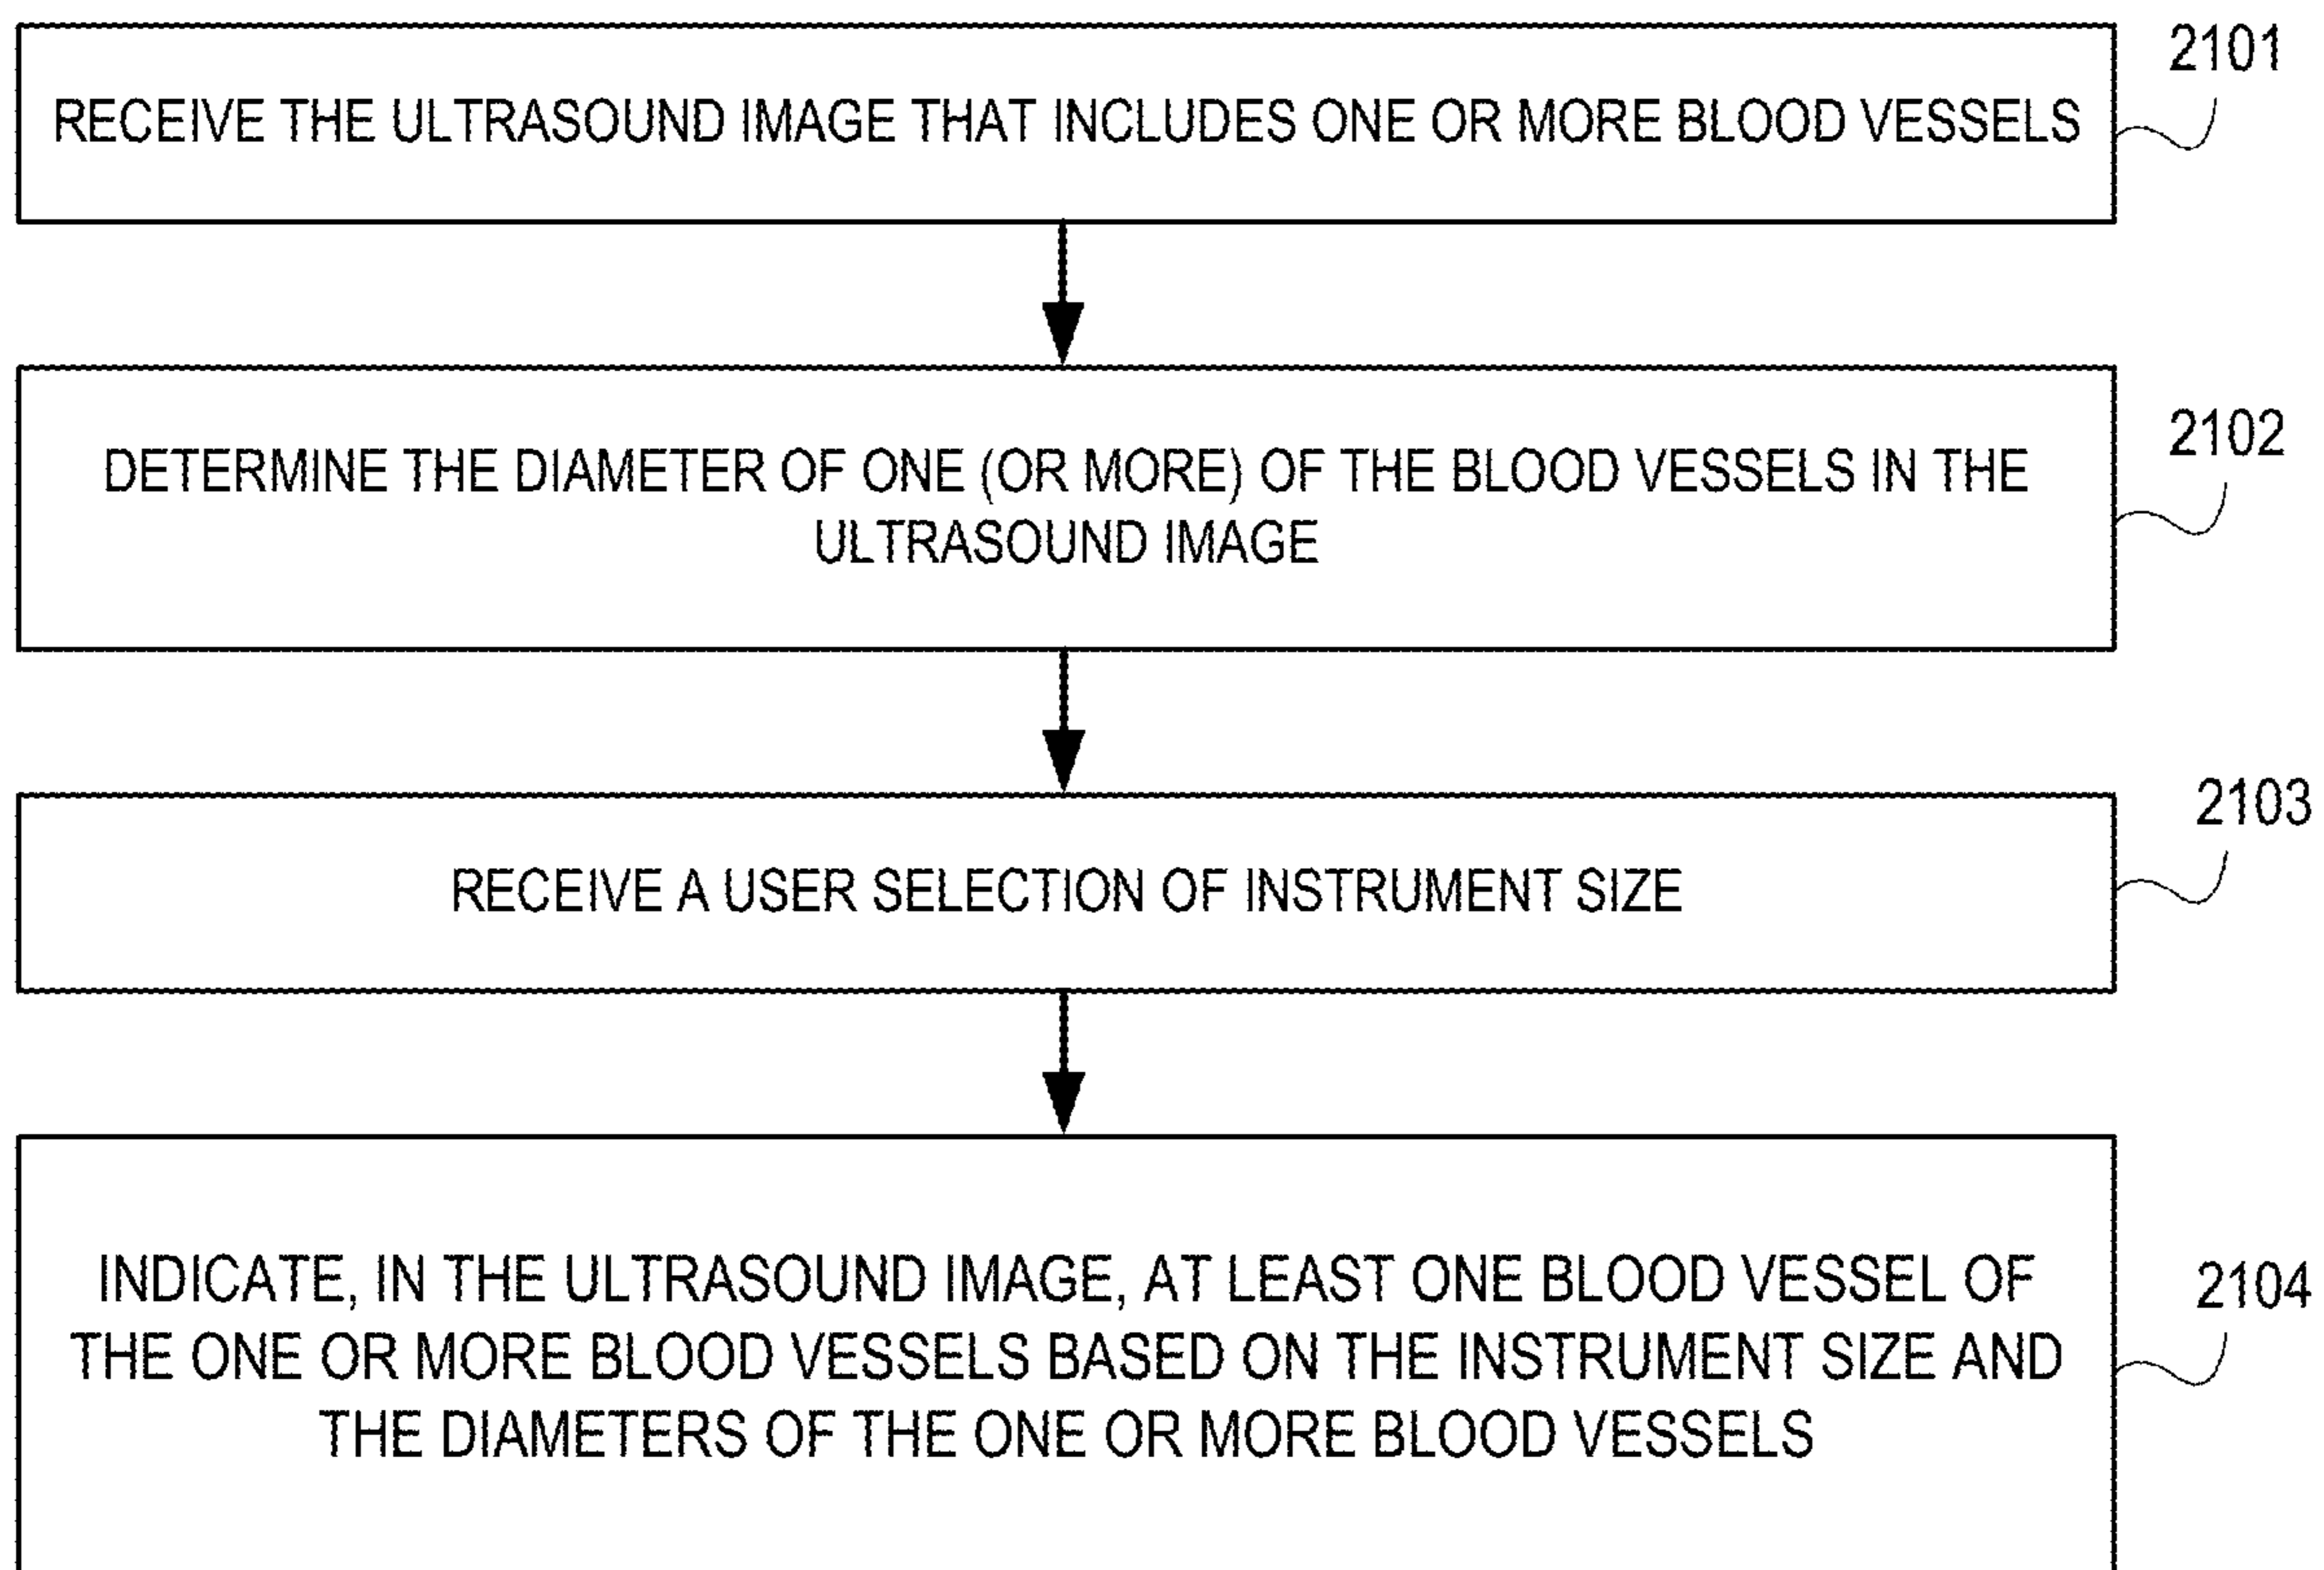 2101
RECEIVE THE ULTRASOUND IMAGE THAT INCLUDES ONE OR MORE BLOOD VESSELS
2102
DETERMINE THE DIAMETER OF ONE (OR MORE) OF THE BLOOD VESSELS IN THE
ULTRASOUND IMAGE
2103
RECEIVE A USER SELECTION OF INSTRUMENT SIZE
2104
INDICATE, IN THE ULTRASOUND IMAGE, AT LEAST ONE BLOOD VESSEL OF
THE ONE OR MORE BLOOD VESSELS BASED ON THE INSTRUMENT SIZE AND
THE DIAMETERS OF THE ONE OR MORE BLOOD VESSELS